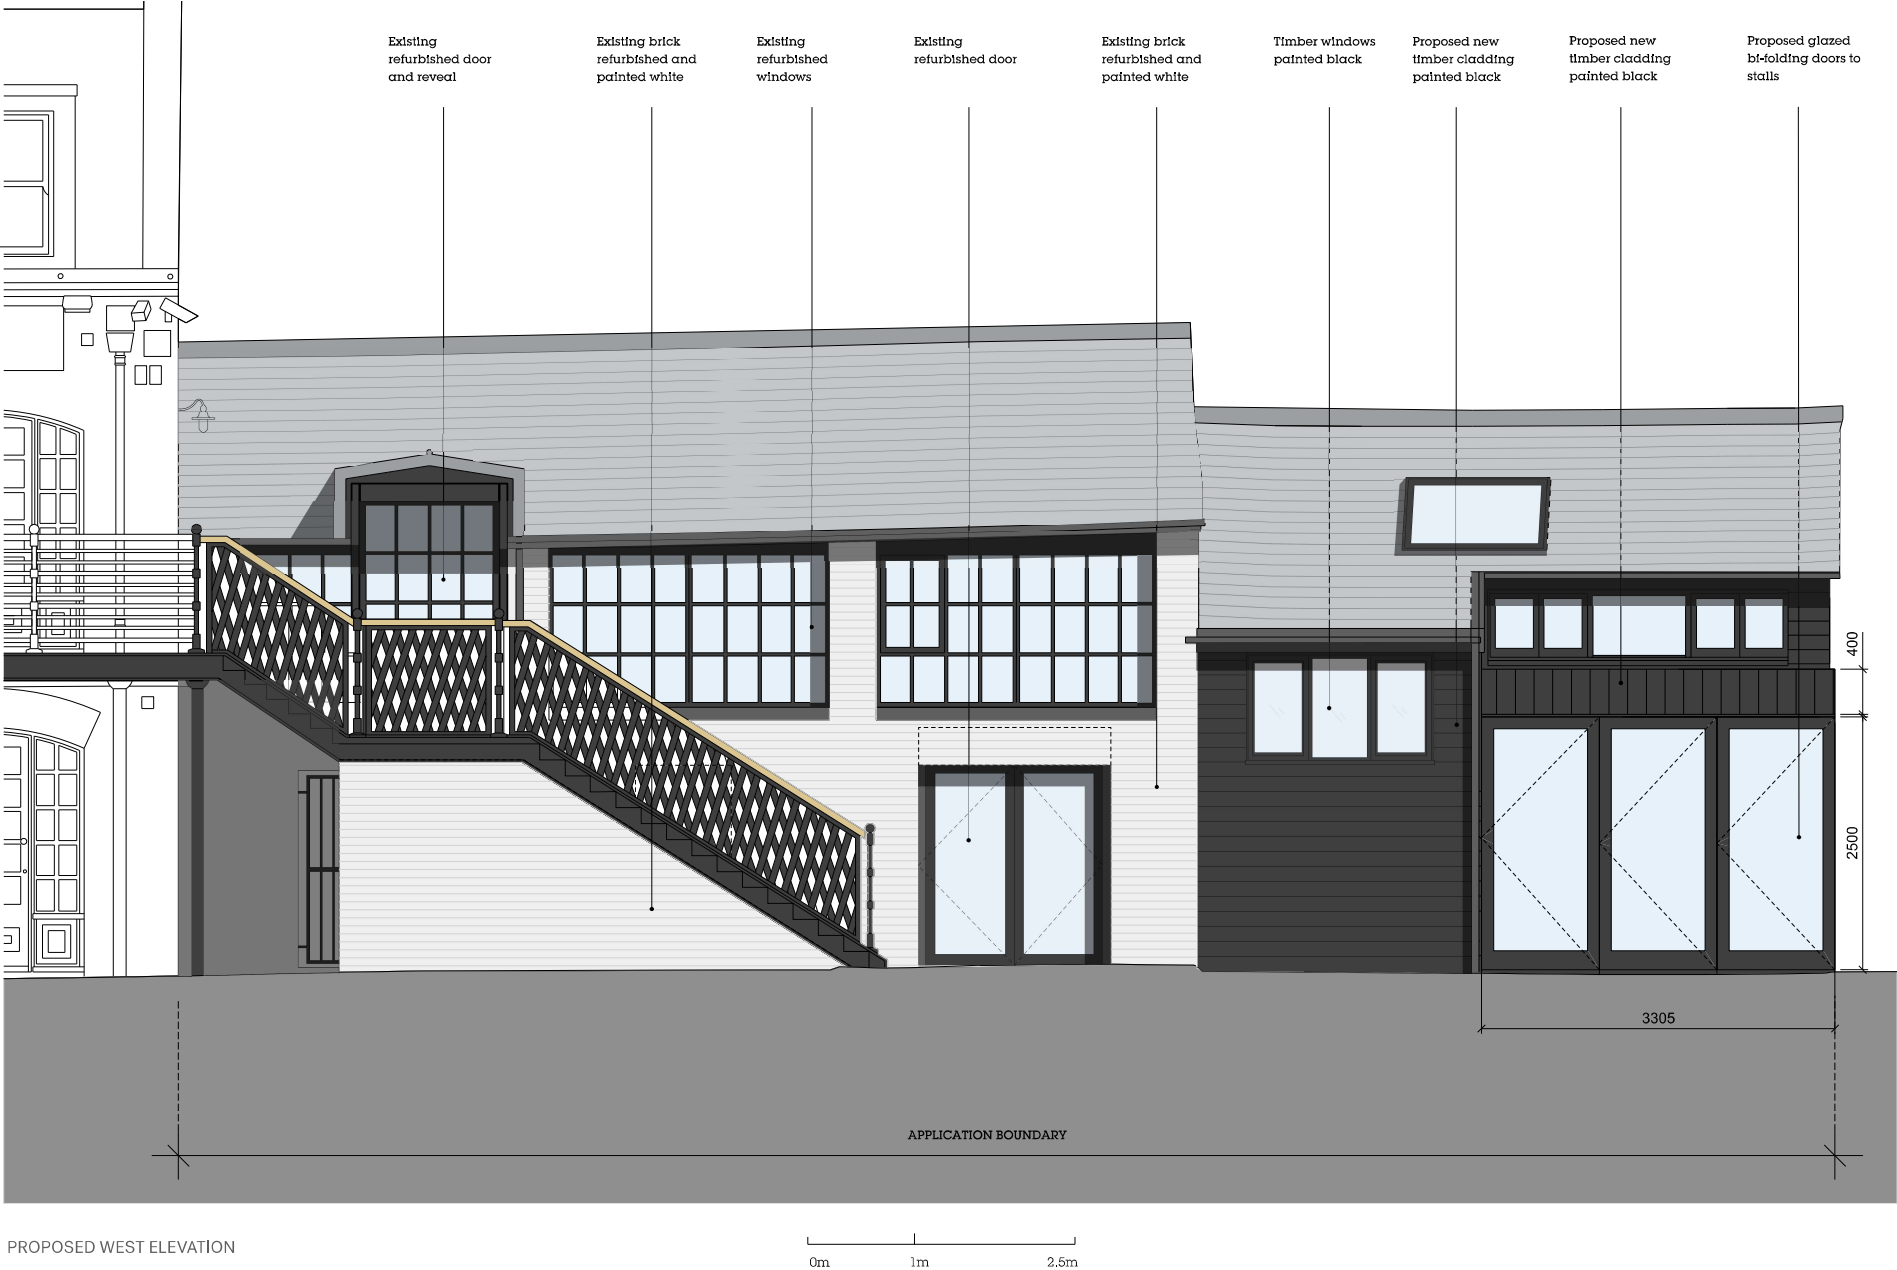 Existing
refurbished door
and reveal
Existing brick
refurbished and
painted white
Existing
refurbished
windows
Existing
refurbished door
Existing brick
refurbished and
painted white
Timber windows
painted black
Proposed new
timber cladding
painted black
Proposed new
timber cladding
painted black
Proposed glazed
bi-folding doors to
stalls
400
2500
3305
APPLICATION BOUNDARY
PROPOSED WEST ELEVATION
0m
1m
2.5m